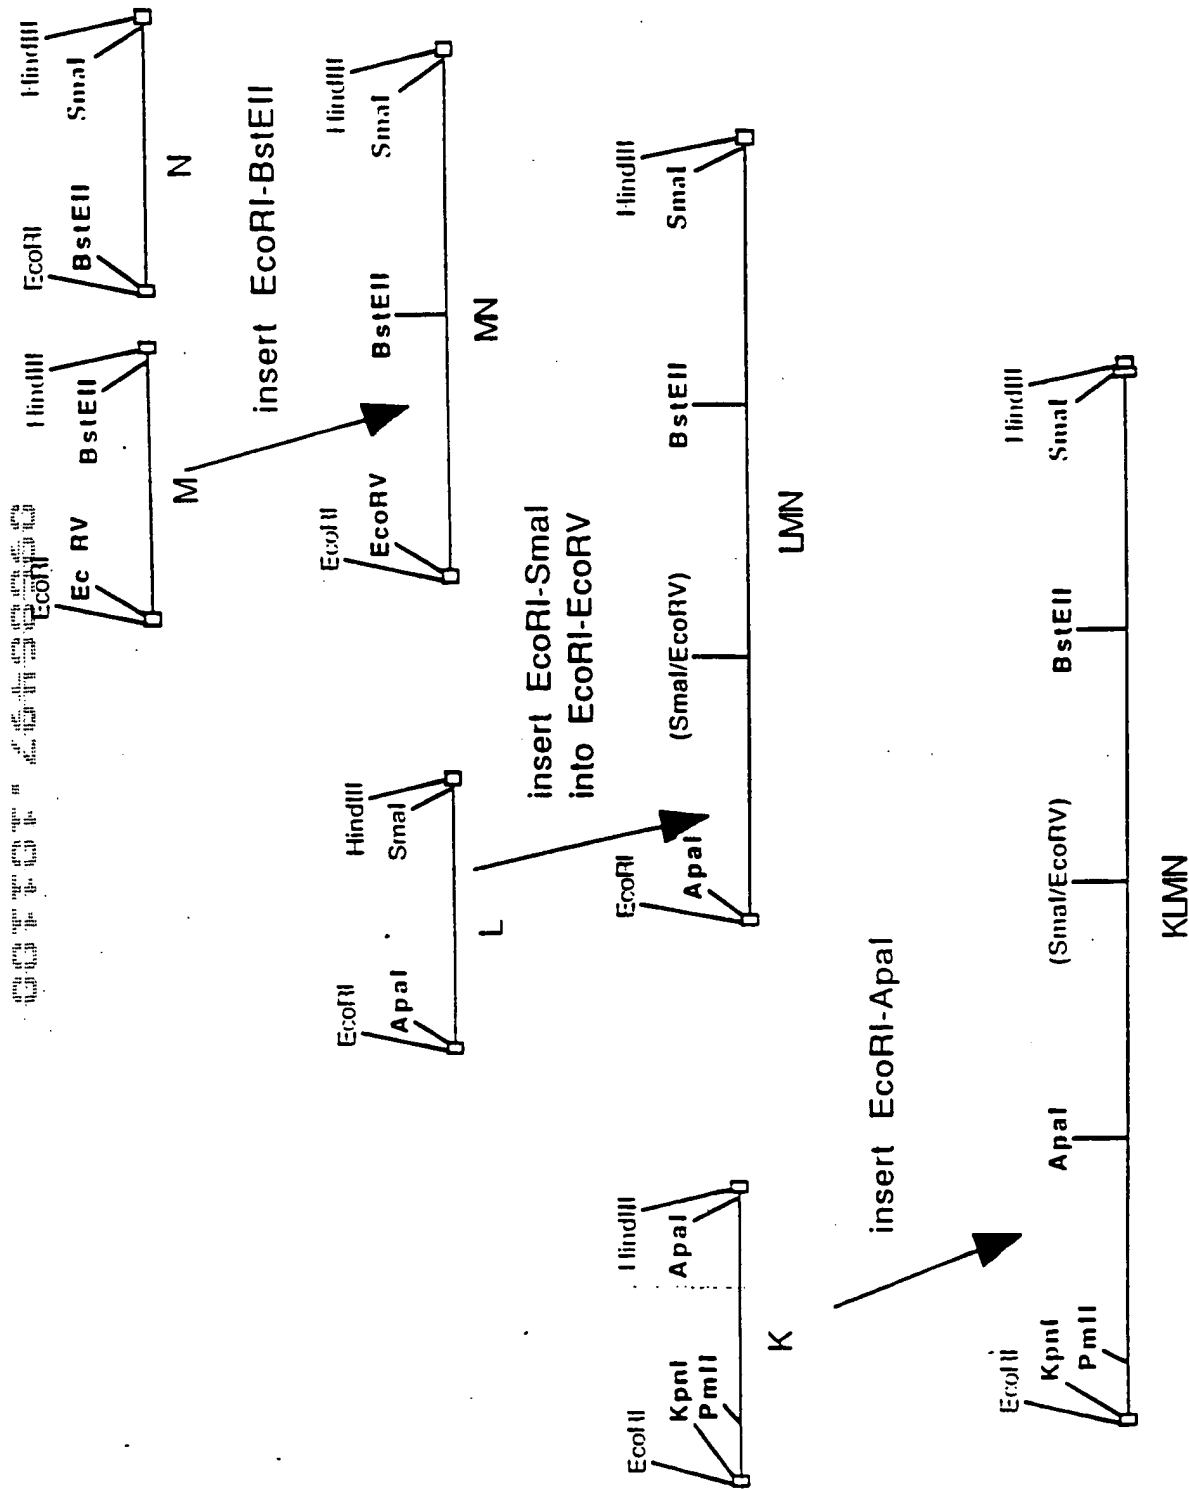 EcoRI
Ec RV
BstEII
HindIII
M
EcoRI
BstEII
HindIII
SmaI
N
insert EcoRI-BstEII
EcoRI
EcoRV
BstEII
HindIII
SmaI
MN
EcoRI
ApaI
HindIII
SmaI
L
insert EcoRI-SmaI
into EcoRI-EcoRV
EcoRI
ApaI
(SmaI/EcoRV)
BstEII
HindIII
SmaI
LMN
EcoRI
KpnI
PmlI
HindIII
ApaI
K
insert EcoRI-ApaI
EcoRI
KpnI
PmlI
ApaI
(SmaI/EcoRV)
BstEII
HindIII
SmaI
KLMN